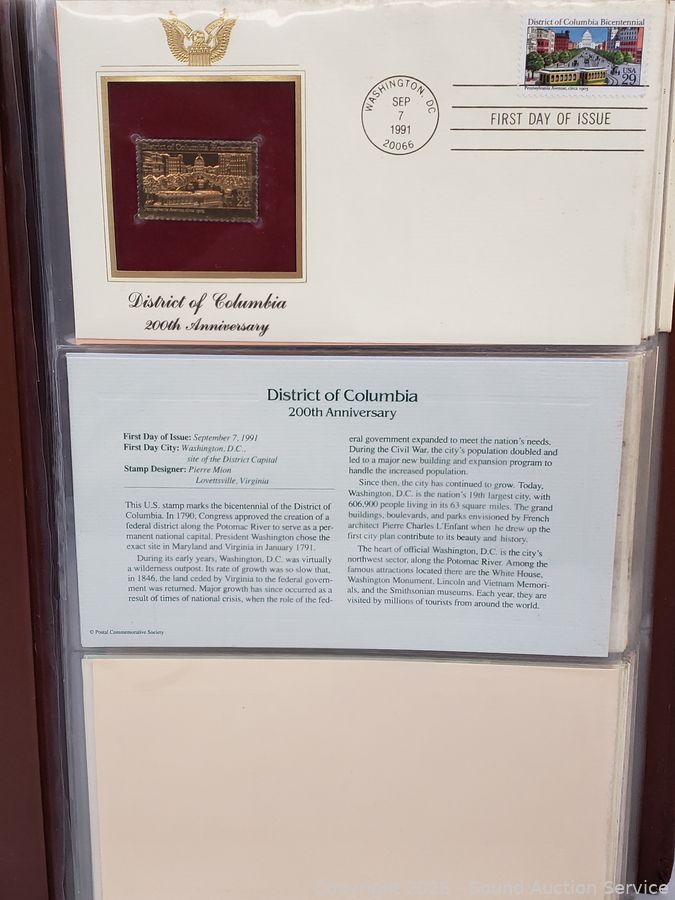 District of Columbia Bicentennial
USA
29
Pennsylvania Avenue, circa 1903
WASHINGTON, DC
SEP
7
1991
20066
FIRST DAY OF ISSUE
District of Columbia Bicentennial
29
Pennsylvania Avenue, circa 1903
District of Columbia
200th Anniversary
District of Columbia
200th Anniversary
First Day of Issue: September 7, 1991
First Day City: Washington, D.C.,
site of the District Capital
Stamp Designer: Pierre Mion
Lovettsville, Virginia
This U.S. stamp marks the bicentennial of the District of
Columbia. In 1790, Congress approved the creation of a
federal district along the Potomac River to serve as a per-
manent national capital. President Washington chose the
exact site in Maryland and Virginia in January 1791.
During its early years, Washington, D.C. was virtually
a wilderness outpost. Its rate of growth was so slow that,
in 1846, the land ceded by Virginia to the federal govern-
ment was returned. Major growth has since occurred as a
result of times of national crisis, when the role of the fed-
eral government expanded to meet the nation's needs.
During the Civil War, the city's population doubled and
led to a major new building and expansion program to
handle the increased population.
Since then, the city has continued to grow. Today,
Washington, D.C. is the nation's 19th largest city, with
606,900 people living in its 63 square miles. The grand
buildings, boulevards, and parks envisioned by French
architect Pierre Charles L'Enfant when he drew up the
first city plan contribute to its beauty and history.
The heart of official Washington, D.C. is the city's
northwest sector, along the Potomac River. Among the
famous attractions located there are the White House,
Washington Monument, Lincoln and Vietnam Memori-
als, and the Smithsonian museums. Each year, they are
visited by millions of tourists from around the world.
© Postal Commemorative Society
Copyright 2026 - Sound Auction Service